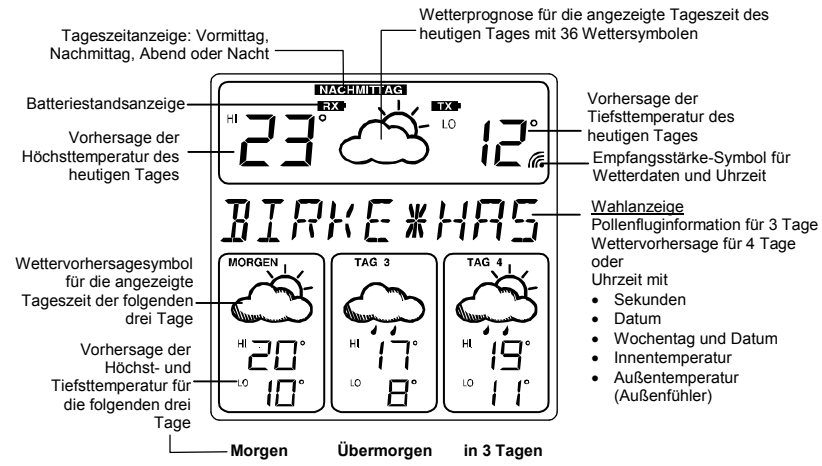 Wetterprognose für die angezeigte Tageszeit des
heutigen Tages mit 36 Wettersymbolen
Tageszeitanzeige: Vormittag,
Nachmittag, Abend oder Nacht
NACHMITTAG
Batteriestandsanzeige
RX
TX
Vorhersage der
Höchsttemperatur des
heutigen Tages
HI
23°
LO
12°
Vorhersage der
Tiefsttemperatur des
heutigen Tages
Empfangsstärke-Symbol für
Wetterdaten und Uhrzeit
BIRKE*HAS
Wahlanzeige
Pollenfluginformation für 3 Tage
Wettervorhersage für 4 Tage
oder
Uhrzeit mit
• Sekunden
• Datum
• Wochentag und Datum
• Innentemperatur
• Außentemperatur
(Außenfühler)
Wettervorhersagesymbol
für die angezeigte
Tageszeit der folgenden
drei Tage
Vorhersage der
Höchst- und
Tiefsttemperatur für
die folgenden drei
Tage
MORGEN
HI 20°
LO 10°
TAG 3
HI 17°
LO 8°
TAG 4
HI 19°
LO 11°
Morgen Übermorgen in 3 Tagen